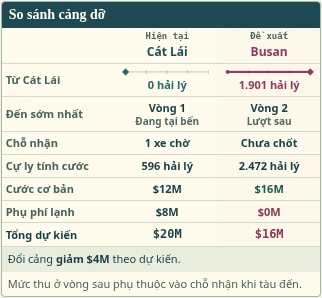 So sánh cảng dỡ
Hiện tại Đề xuất
Cát Lái Busan
Từ Cát Lái 0 hải lý 1.901 hải lý
Đến sớm nhất Vòng 1 Vòng 2
Đang tại bến Lượt sau
Chỗ nhận 1 xe chờ Chưa chốt
Cự ly tính cước 596 hải lý 2.472 hải lý
Cước cơ bản $12M $16M
Phụ phí lạnh $8M $0M
Tổng dự kiến $20M $16M
Đổi cảng giảm $4M theo dự kiến.
Mức thu ở vòng sau phụ thuộc vào chỗ nhận khi tàu đến.